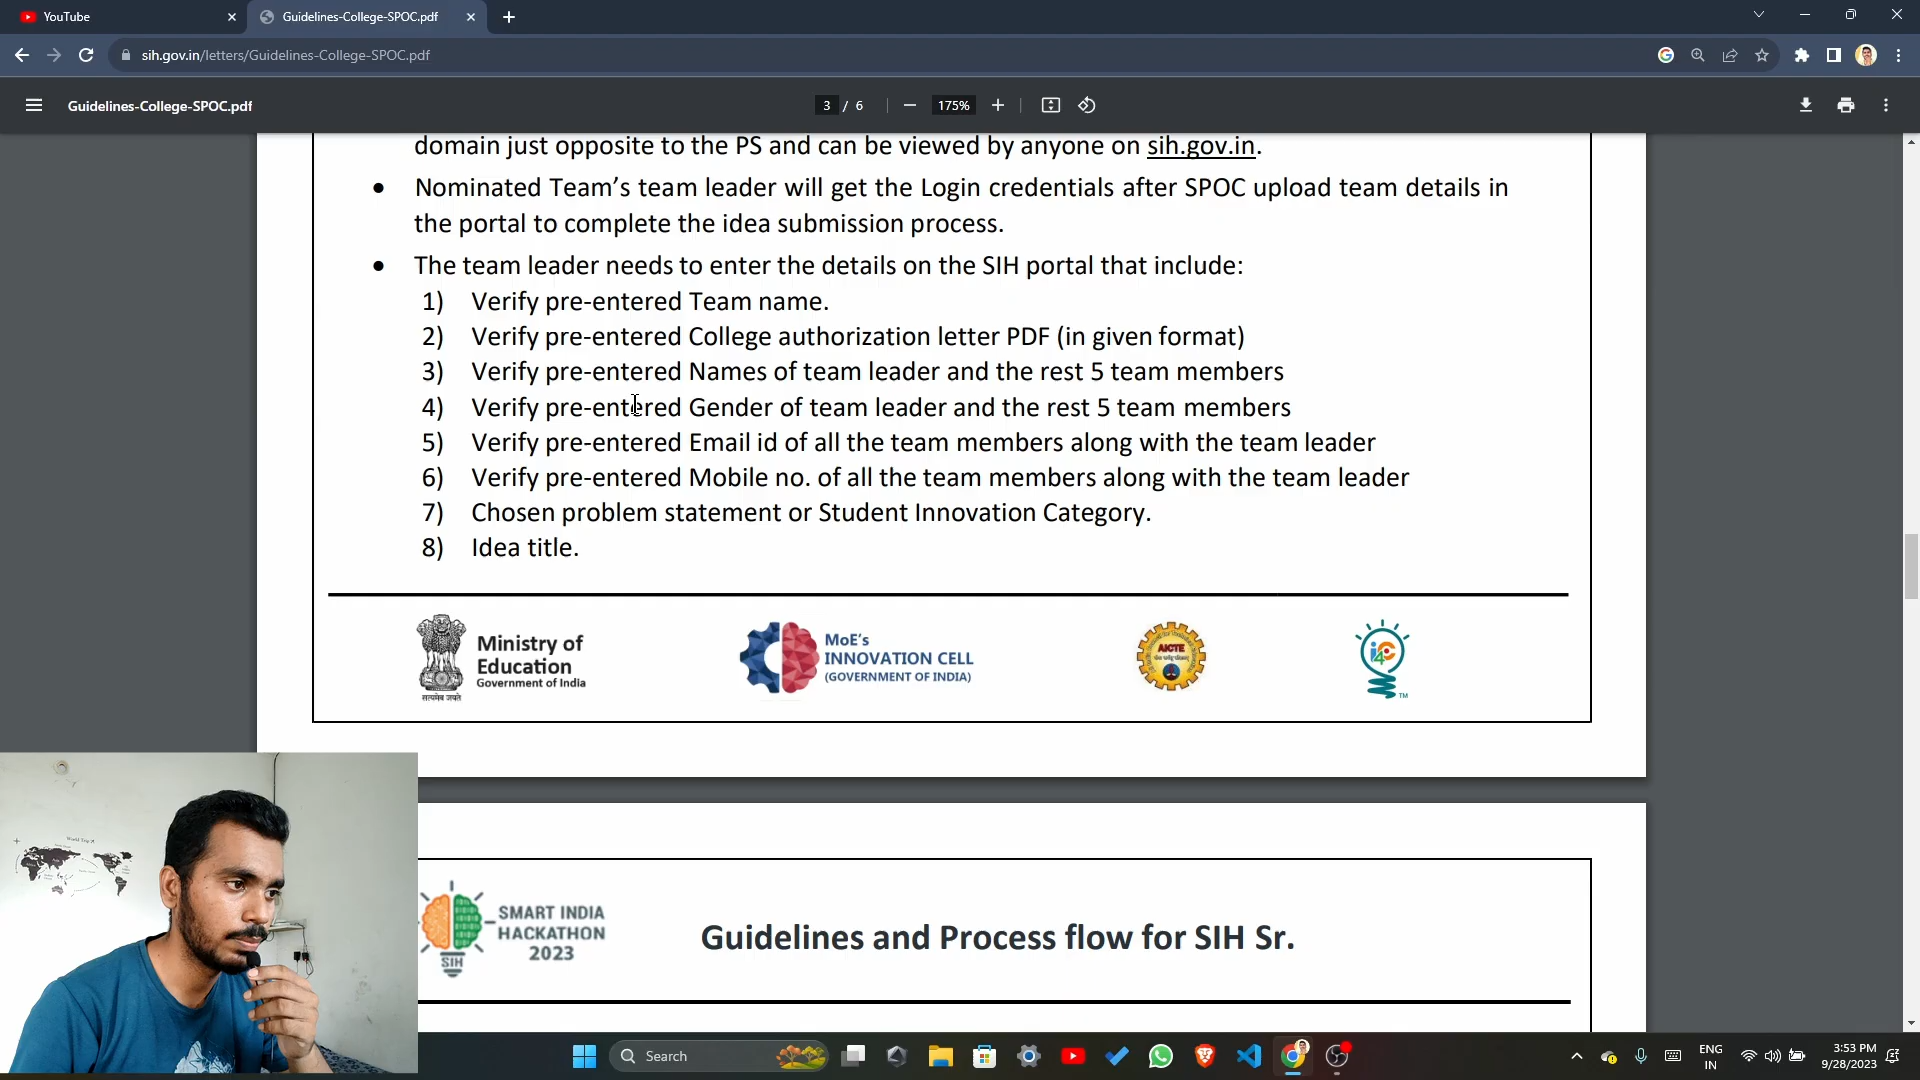 YouTube
Guidelines-College-SPOC.pdf
sih.gov.in/letters/Guidelines-College-SPOC.pdf
Guidelines-College-SPOC.pdf
3 / 6
175%
domain just opposite to the PS and can be viewed by anyone on sih.gov.in.
• Nominated Team’s team leader will get the Login credentials after SPOC upload team details in
the portal to complete the idea submission process.
• The team leader needs to enter the details on the SIH portal that include:
1) Verify pre-entered Team name.
2) Verify pre-entered College authorization letter PDF (in given format)
3) Verify pre-entered Names of team leader and the rest 5 team members
4) Verify pre-entered Gender of team leader and the rest 5 team members
5) Verify pre-entered Email id of all the team members along with the team leader
6) Verify pre-entered Mobile no. of all the team members along with the team leader
7) Chosen problem statement or Student Innovation Category.
8) Idea title.
Ministry of
Education
Government of India
सत्यमेव जयते
MoE's
INNOVATION CELL
(GOVERNMENT OF INDIA)
AICTE
i4C
TM
World Trip
SMART INDIA
HACKATHON
2023
SIH
Guidelines and Process flow for SIH Sr.
Search
ENG
IN
3:53 PM
9/28/2023